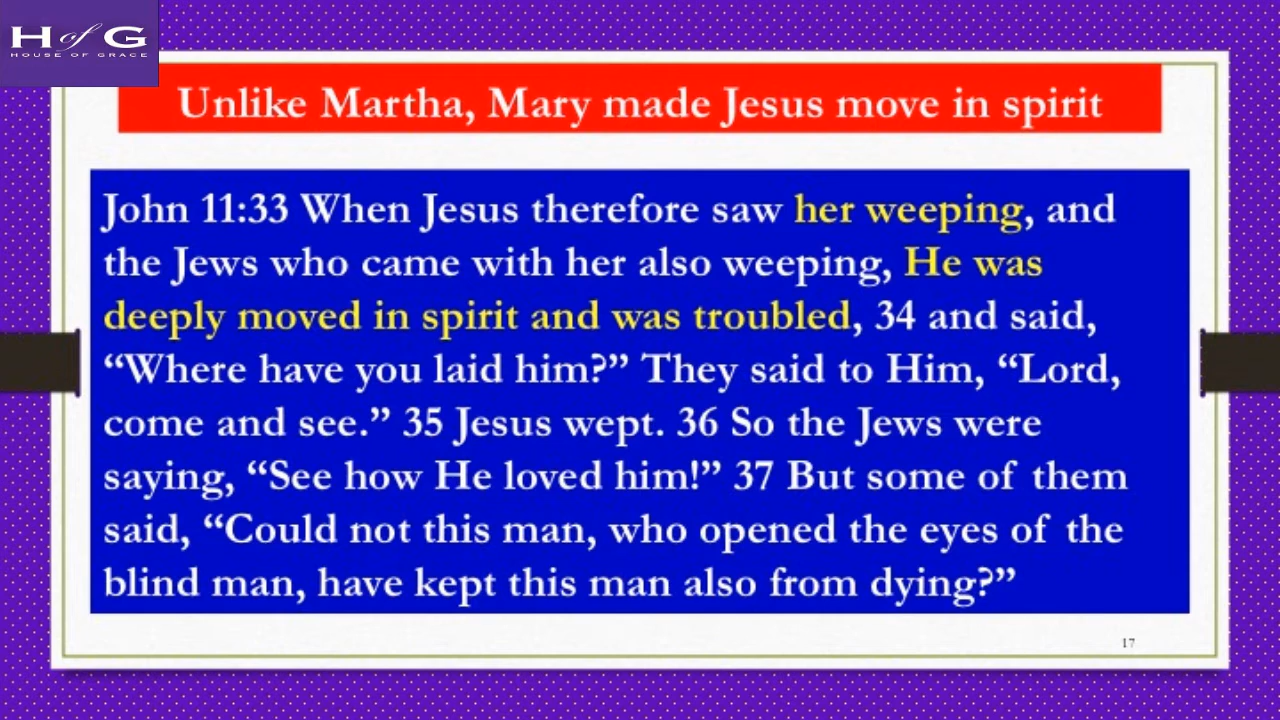 H of G
HOUSE OF GRACE
Unlike Martha, Mary made Jesus move in spirit
John 11:33 When Jesus therefore saw her weeping, and
the Jews who came with her also weeping, He was
deeply moved in spirit and was troubled, 34 and said,
“Where have you laid him?” They said to Him, “Lord,
come and see.” 35 Jesus wept. 36 So the Jews were
saying, “See how He loved him!” 37 But some of them
said, “Could not this man, who opened the eyes of the
blind man, have kept this man also from dying?”
17